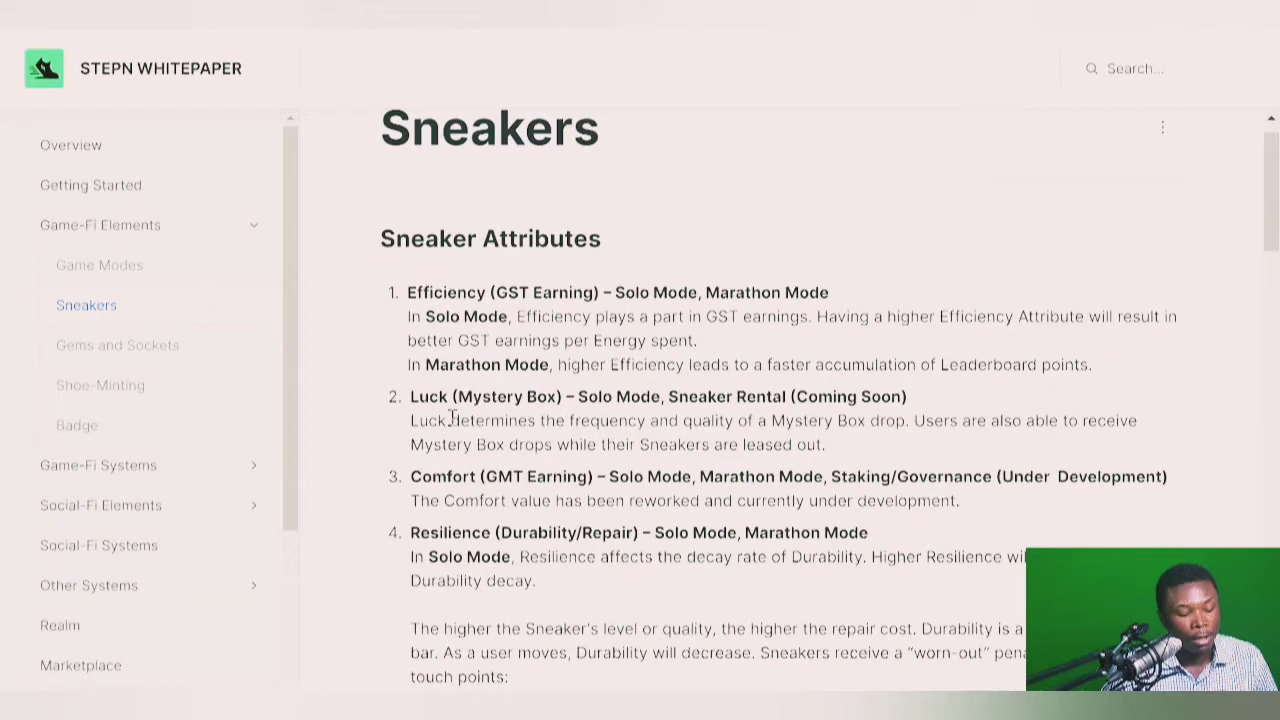 STEPN WHITEPAPER
Search...
Overview
Getting Started
Game-Fi Elements
Game Modes
Sneakers
Gems and Sockets
Shoe-Minting
Badge
Game-Fi Systems
Social-Fi Elements
Social-Fi Systems
Other Systems
Realm
Marketplace
Sneakers
Sneaker Attributes
1. Efficiency (GST Earning) – Solo Mode, Marathon Mode
In Solo Mode, Efficiency plays a part in GST earnings. Having a higher Efficiency Attribute will result in
better GST earnings per Energy spent.
In Marathon Mode, higher Efficiency leads to a faster accumulation of Leaderboard points.
2. Luck (Mystery Box) – Solo Mode, Sneaker Rental (Coming Soon)
Luck determines the frequency and quality of a Mystery Box drop. Users are also able to receive
Mystery Box drops while their Sneakers are leased out.
3. Comfort (GMT Earning) – Solo Mode, Marathon Mode, Staking/Governance (Under Development)
The Comfort value has been reworked and currently under development.
4. Resilience (Durability/Repair) – Solo Mode, Marathon Mode
In Solo Mode, Resilience affects the decay rate of Durability. Higher Resilience
Durability decay.
The higher the Sneaker's level or quality, the higher the repair cost. Durability is a
bar. As a user moves, Durability will decrease. Sneakers receive a “worn-out”
touch points: